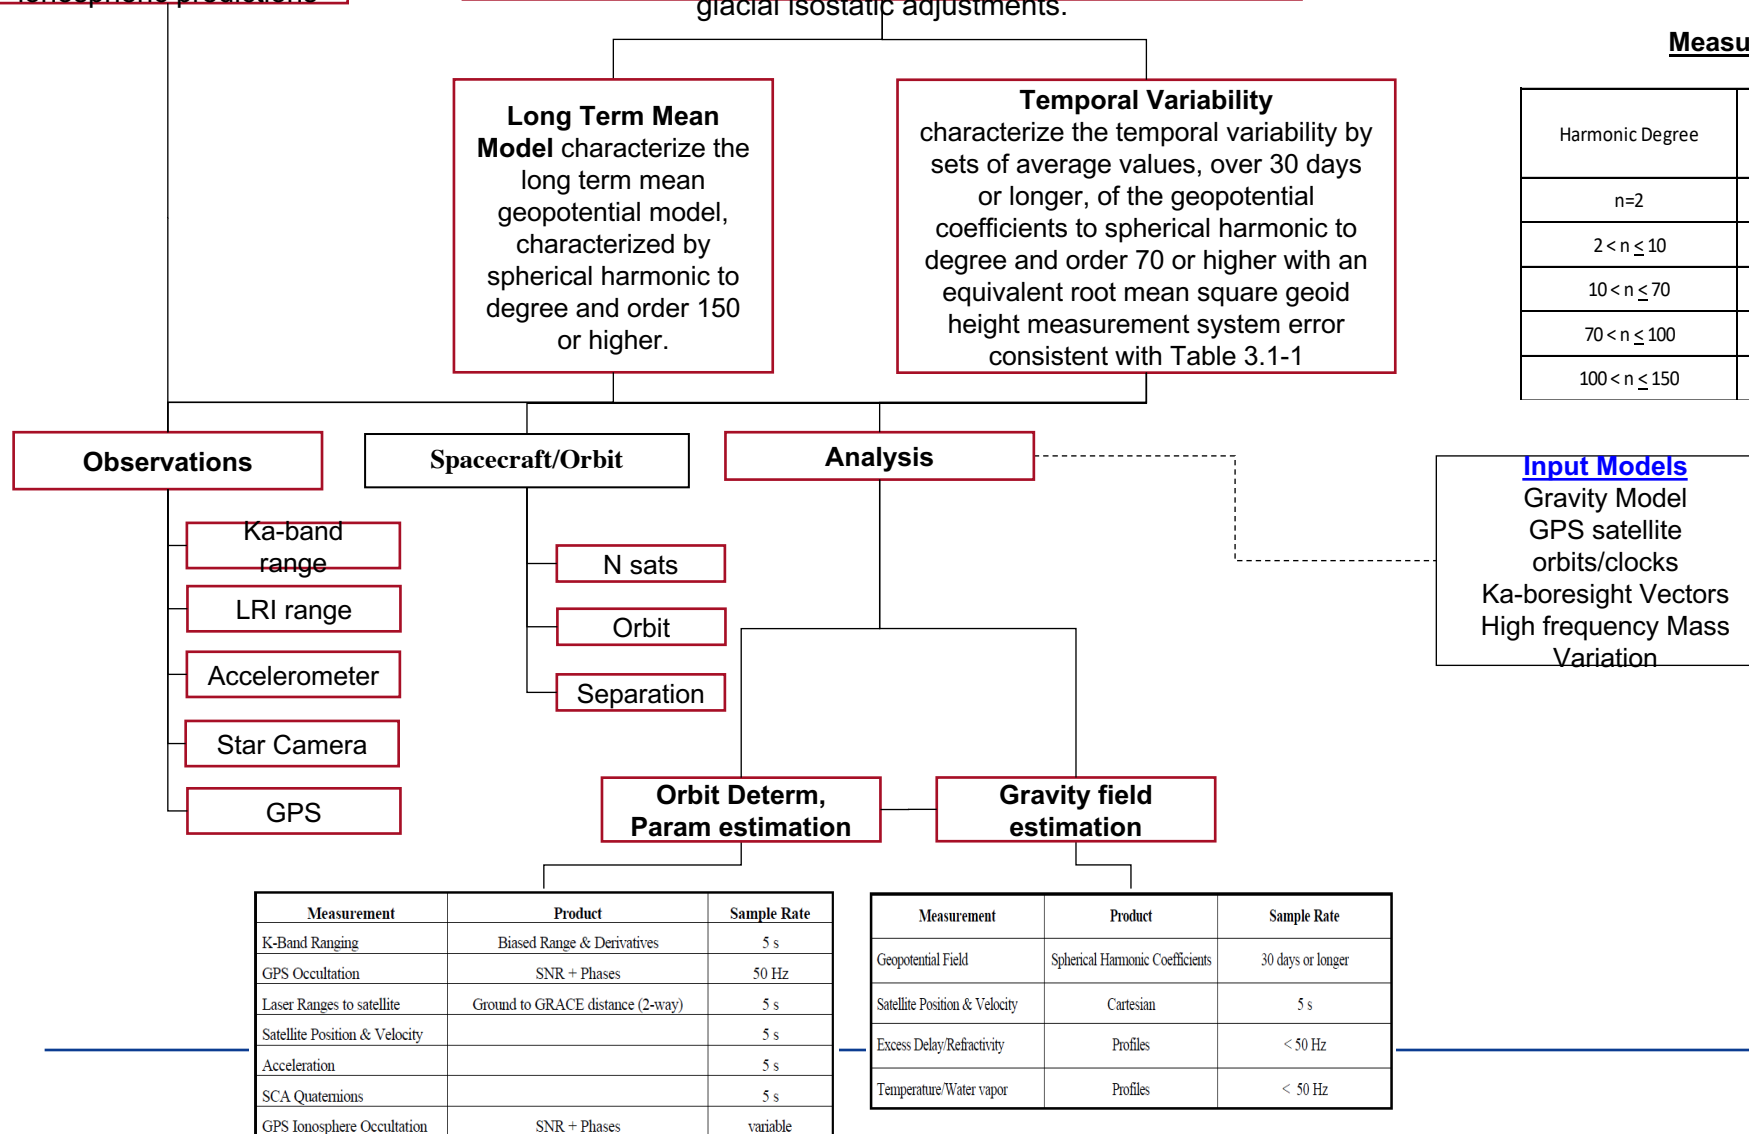 ionosphere predictions
glacial isostatic adjustments.
Measu
Long Term Mean
Model characterize the
long term mean
geopotential model,
characterized by
spherical harmonic to
degree and order 150
or higher.
Temporal Variability
characterize the temporal variability by
sets of average values, over 30 days
or longer, of the geopotential
coefficients to spherical harmonic to
degree and order 70 or higher with an
equivalent root mean square geoid
height measurement system error
consistent with Table 3.1-1
Harmonic Degree
n=2
2 < n ≤ 10
10 < n ≤ 70
70 < n ≤ 100
100 < n ≤ 150
Observations
Spacecraft/Orbit
Analysis
Input Models
Gravity Model
GPS satellite
orbits/clocks
Ka-boresight Vectors
High frequency Mass
Variation
Ka-band
range
LRI range
Accelerometer
Star Camera
GPS
N sats
Orbit
Separation
Orbit Determ,
Param estimation
Gravity field
estimation
Measurement Product Sample Rate
K-Band Ranging Biased Range & Derivatives 5 s
GPS Occultation SNR + Phases 50 Hz
Laser Ranges to satellite Ground to GRACE distance (2-way) 5 s
Satellite Position & Velocity 5 s
Acceleration 5 s
SCA Quaternions 5 s
GPS Ionosphere Occultation SNR + Phases variable
Measurement Product Sample Rate
Geopotential Field Spherical Harmonic Coefficients 30 days or longer
Satellite Position & Velocity Cartesian 5 s
Excess Delay/Refractivity Profiles < 50 Hz
Temperature/Water vapor Profiles < 50 Hz